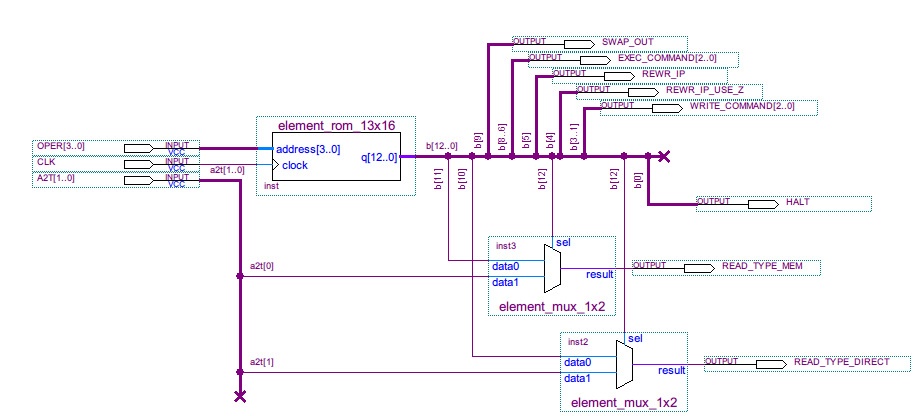 OUTPUT SWAP_OUT
OUTPUT EXEC_COMMAND[2..0]
OUTPUT REWR_IP
OUTPUT REWR_IP_USE_Z
OUTPUT WRITE_COMMAND[2..0]
element_rom_13x16
OPER[3..0] INPUT VCC
CLK INPUT VCC
A2T[1..0] INPUT VCC
a2t[1..0]
address[3..0]
clock
q[12..0]
inst
b[12..0]
b[9]
b[8..6]
b[5]
b[4]
b[3..1]
b[11]
b[10]
b[12]
b[12]
b[0]
OUTPUT HALT
inst3
sel
data0
data1
result
element_mux_1x2
OUTPUT READ_TYPE_MEM
a2t[0]
inst2
sel
data0
data1
result
element_mux_1x2
OUTPUT READ_TYPE_DIRECT
a2t[1]